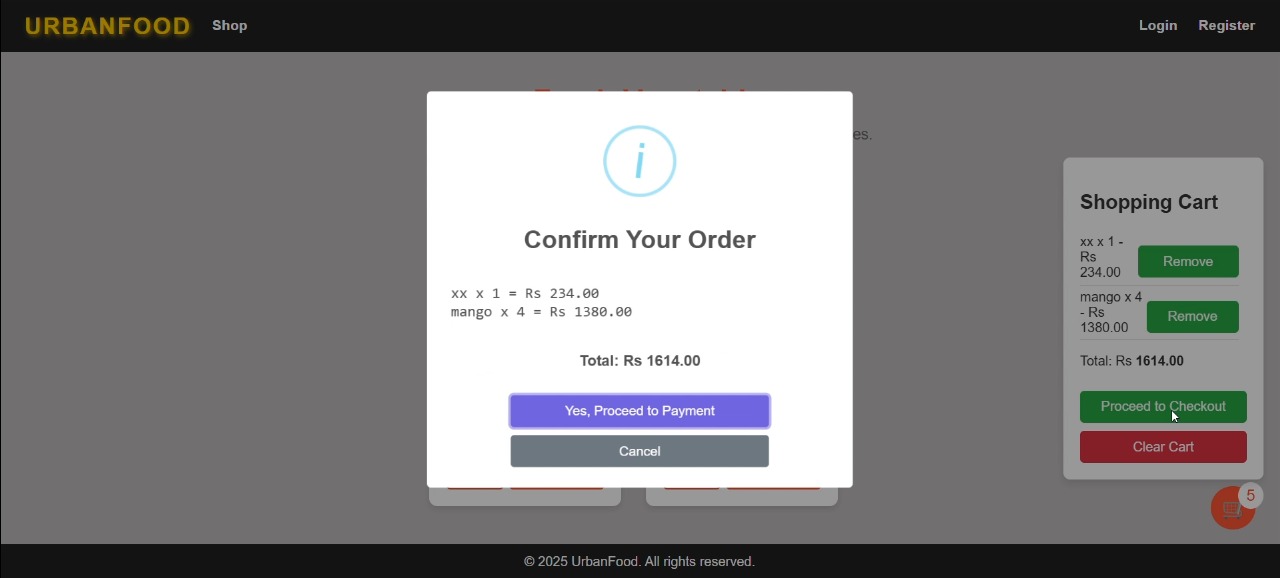 URBANFOOD Shop Login Register
es.
i
Confirm Your Order
xx x 1 = Rs 234.00
mango x 4 = Rs 1380.00
Total: Rs 1614.00
Yes, Proceed to Payment
Cancel
Shopping Cart
xx x 1 -
Rs
234.00
Remove
mango x 4
- Rs
1380.00
Remove
Total: Rs 1614.00
Proceed to Checkout
Clear Cart
5
© 2025 UrbanFood. All rights reserved.